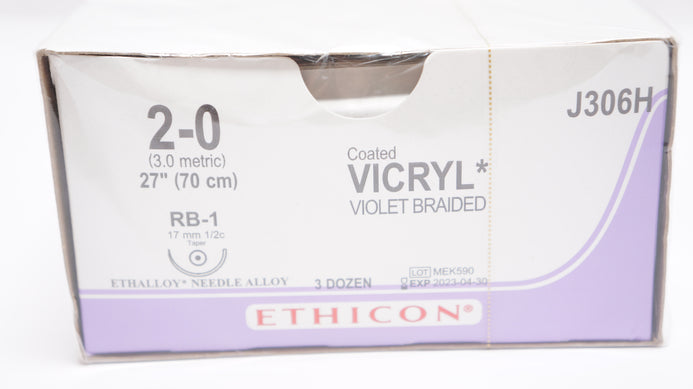 2-0
(3.0 metric)
27" (70 cm)
RB-1
17 mm 1/2c
Taper
ETHALLOY* NEEDLE ALLOY
Coated
VICRYL*
VIOLET BRAIDED
J306H
3 DOZEN
LOT MEK590
EXP 2023-04-30
ETHICON®